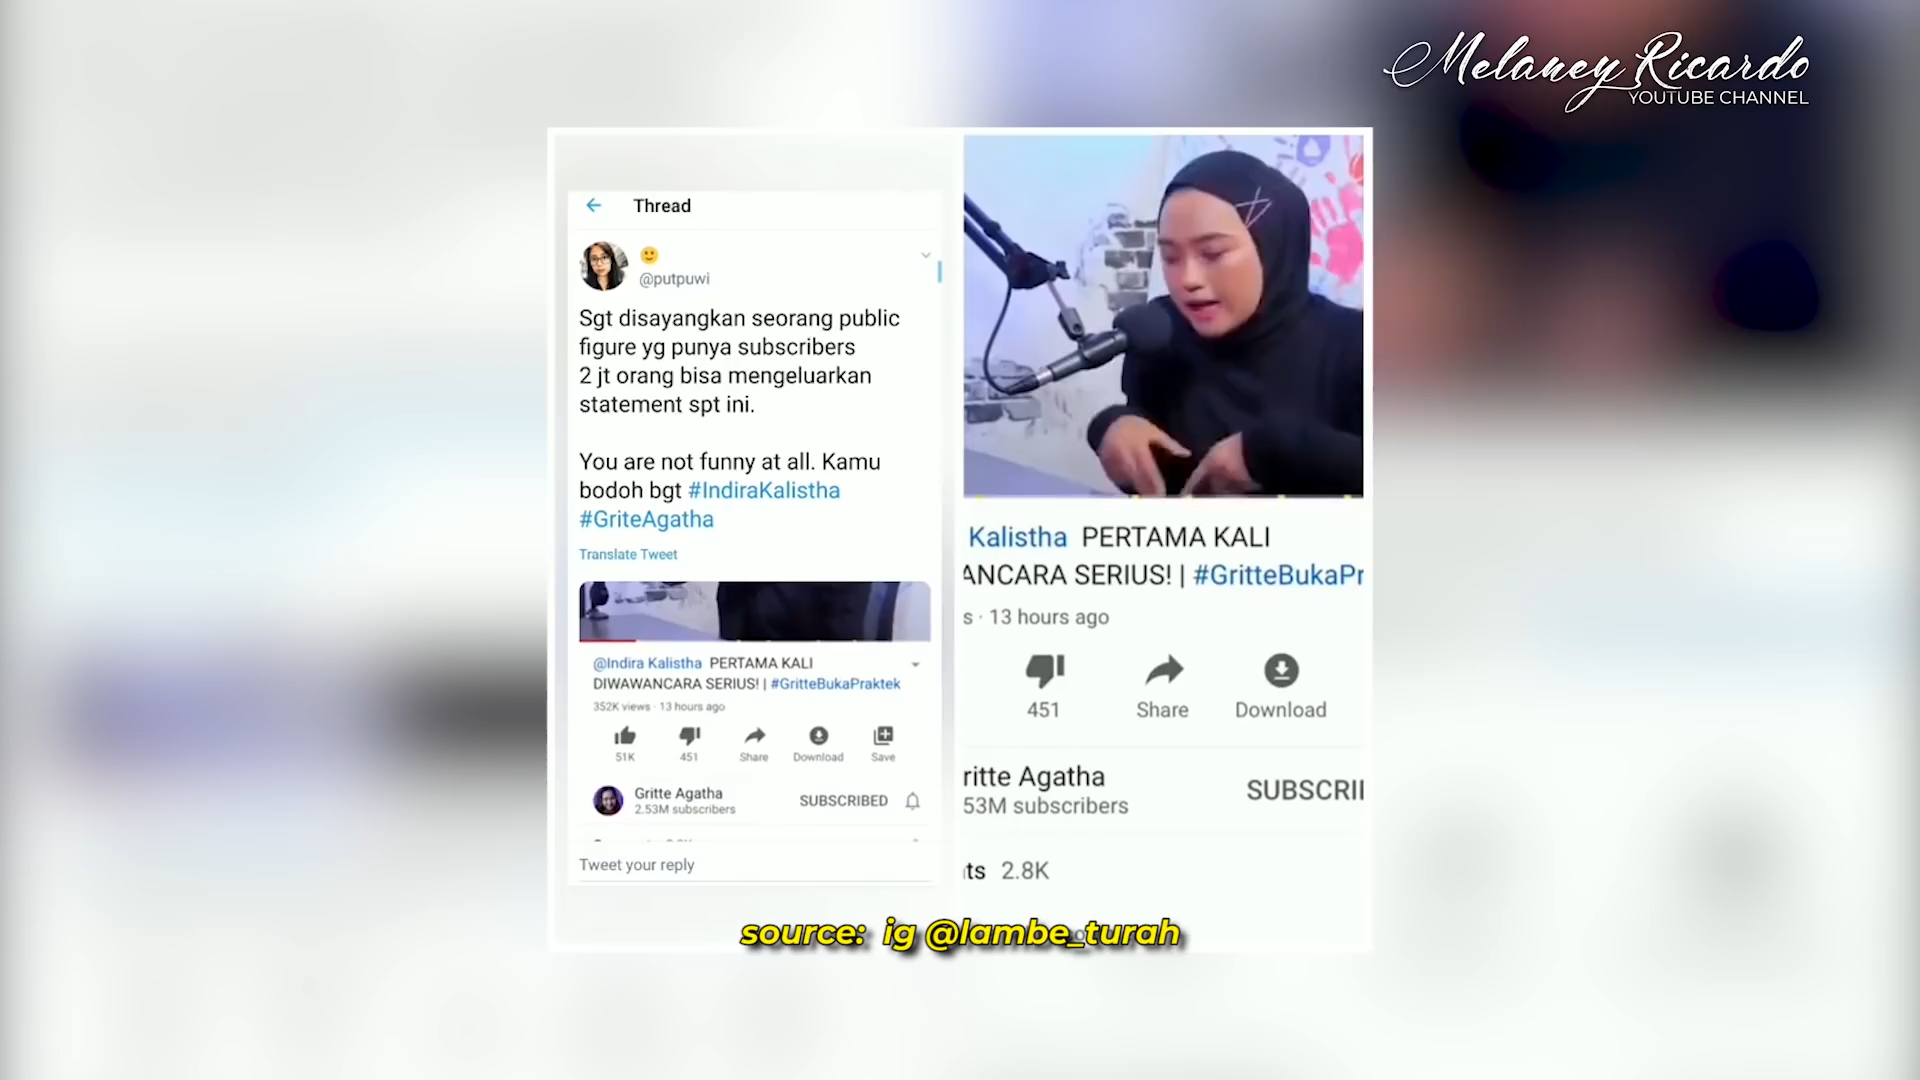 Melaney Ricardo
YOUTUBE CHANNEL
Thread
@putpuwi
Sgt disayangkan seorang public
figure yg punya subscribers
2 jt orang bisa mengeluarkan
statement spt ini.
You are not funny at all. Kamu
bodoh bgt #IndiraKalistha
#GriteAgatha
Translate Tweet
@Indira Kalistha PERTAMA KALI
DIWAWANCARA SERIUS! | #GritteBukaPraktek
352K views · 13 hours ago
51K 451 Share Download Save
Gritte Agatha
2.53M subscribers
SUBSCRIBED
Tweet your reply
Kalistha PERTAMA KALI
ANCARA SERIUS! | #GritteBukaPr
s · 13 hours ago
451 Share Download
ritte Agatha
53M subscribers
SUBSCRI
ts 2.8K
source: ig @lambe_turah